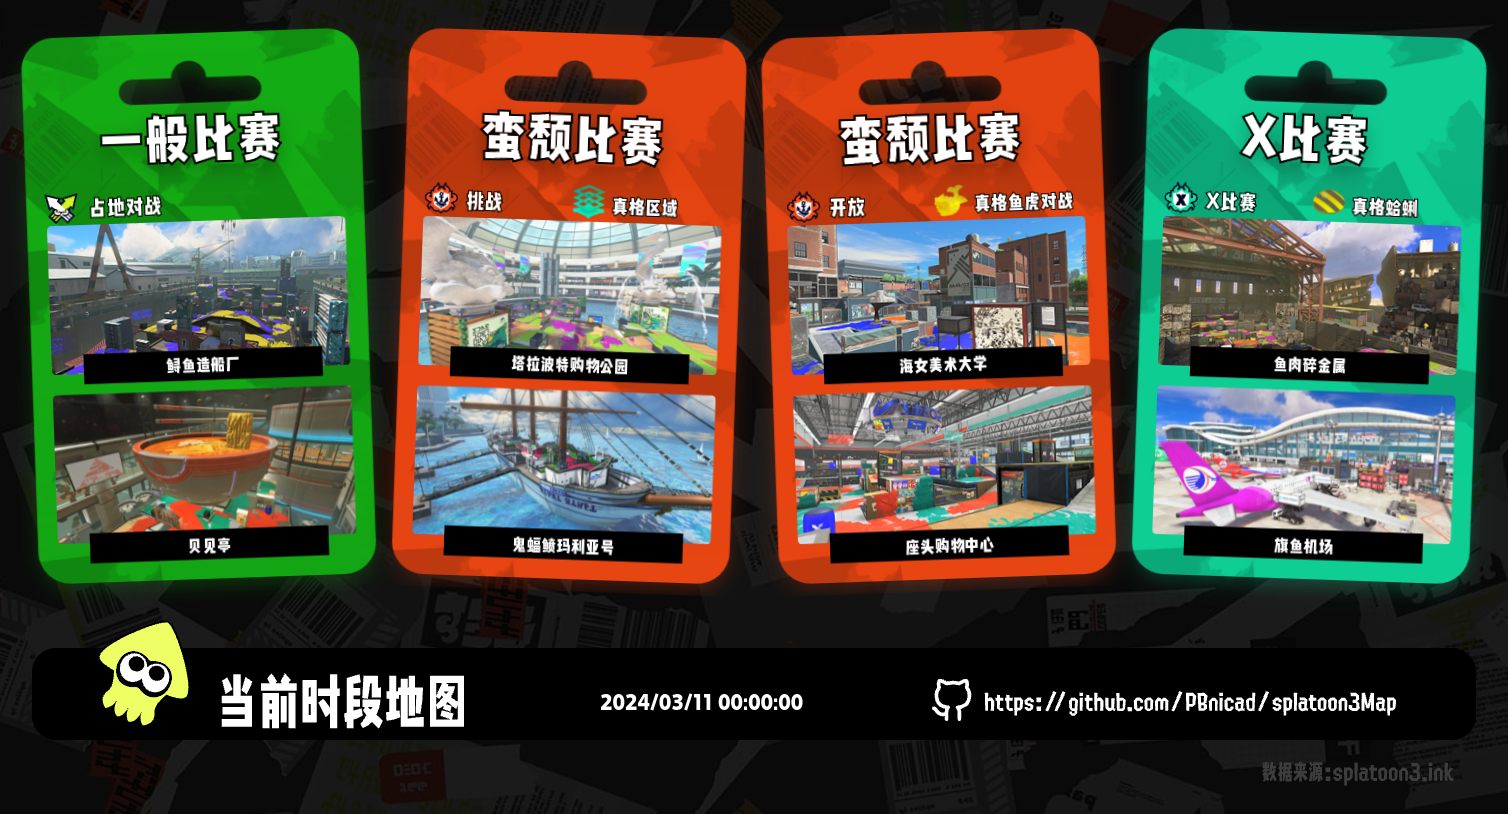 一般比赛
占地对战
鲟鱼造船厂
贝见亭
蛮颓比赛
挑战
真格区域
塔拉波特购物公园
鬼蝠鲼玛利亚号
蛮颓比赛
开放
真格鱼虎对战
海女美术大学
座头购物中心
X比赛
X比赛
真格蛤蜊
鱼肉碎金属
旗鱼机场
当前时段地图
2024/03/11 00:00:00
https://github.com/PBnicad/splatoon3Map
数据来源:splatoon3.ink